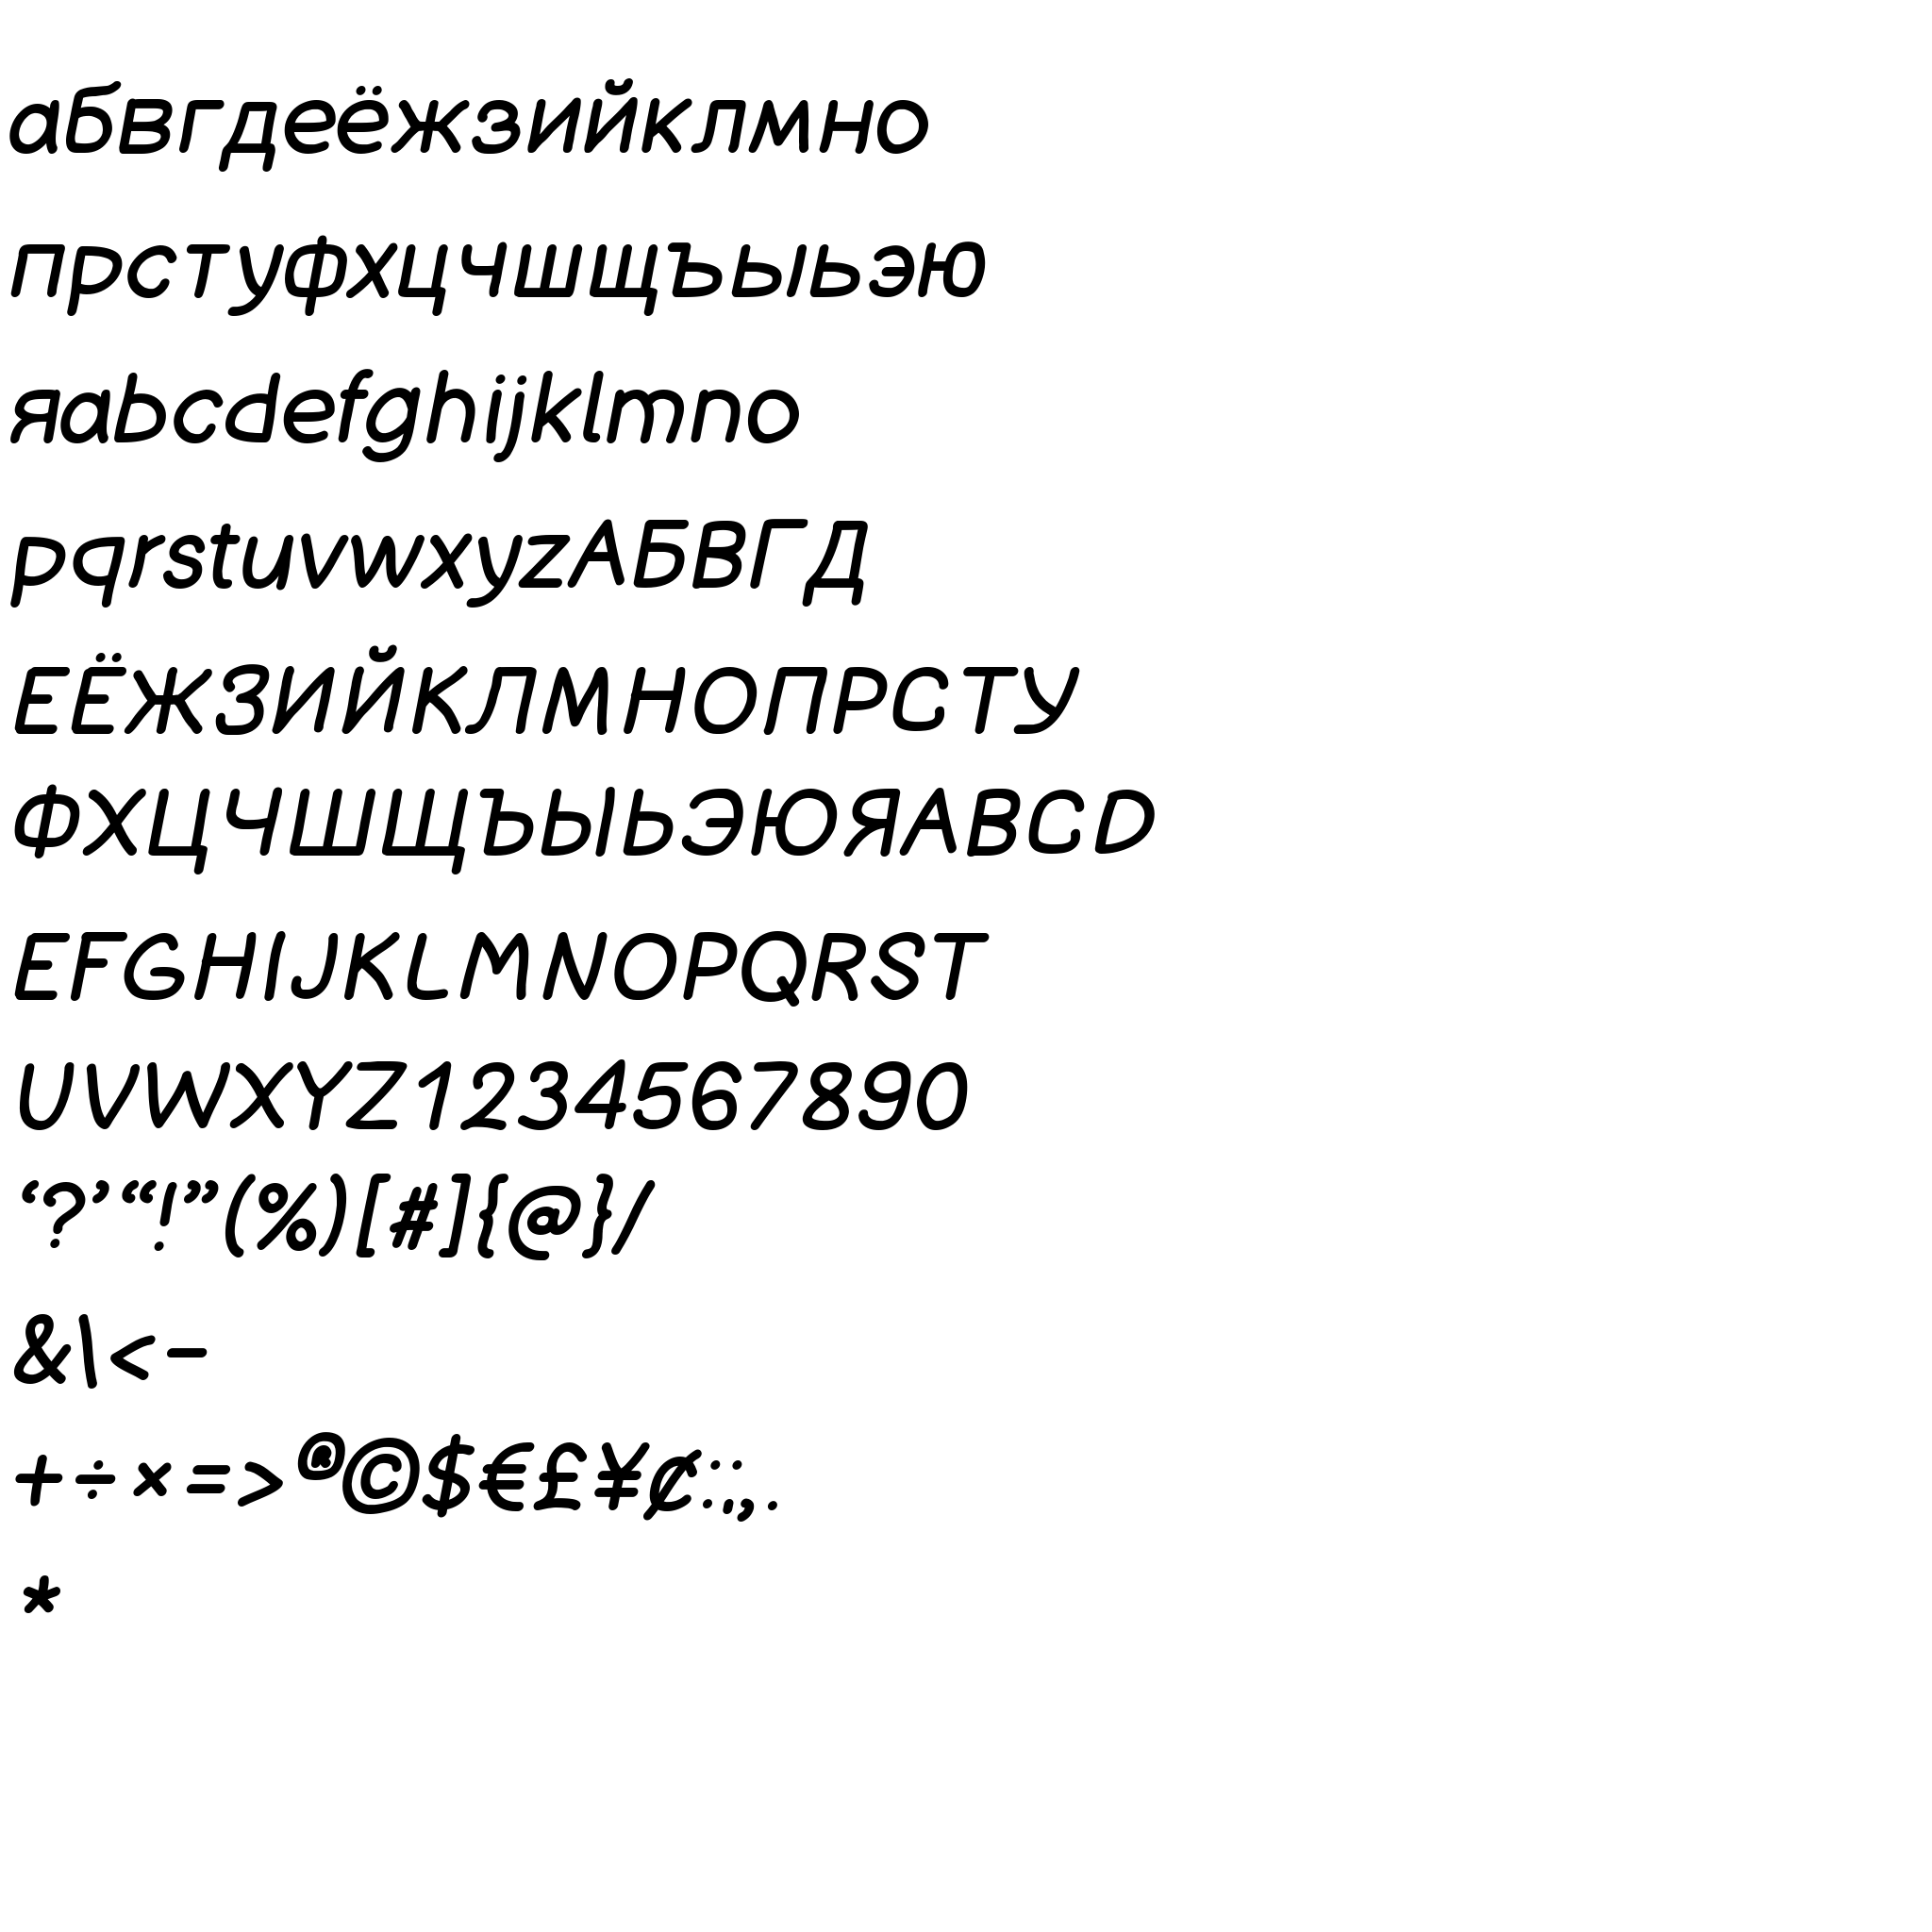 абвгдеёжзийклмно
прстуфхцчшщъыьэю
яabcdefghijklmno
pqrstuvwxyzАБВГД
ЕЁЖЗИЙКЛМНОПРСТУ
ФХЦЧШЩЪЫЬЭЮЯABCD
EFGHIJKLMNOPQRST
UVWXYZ1234567890
‘?’“!”(%)[#]{@}/
&\<-
+÷×=>®©$€£¥¢:;,.
*